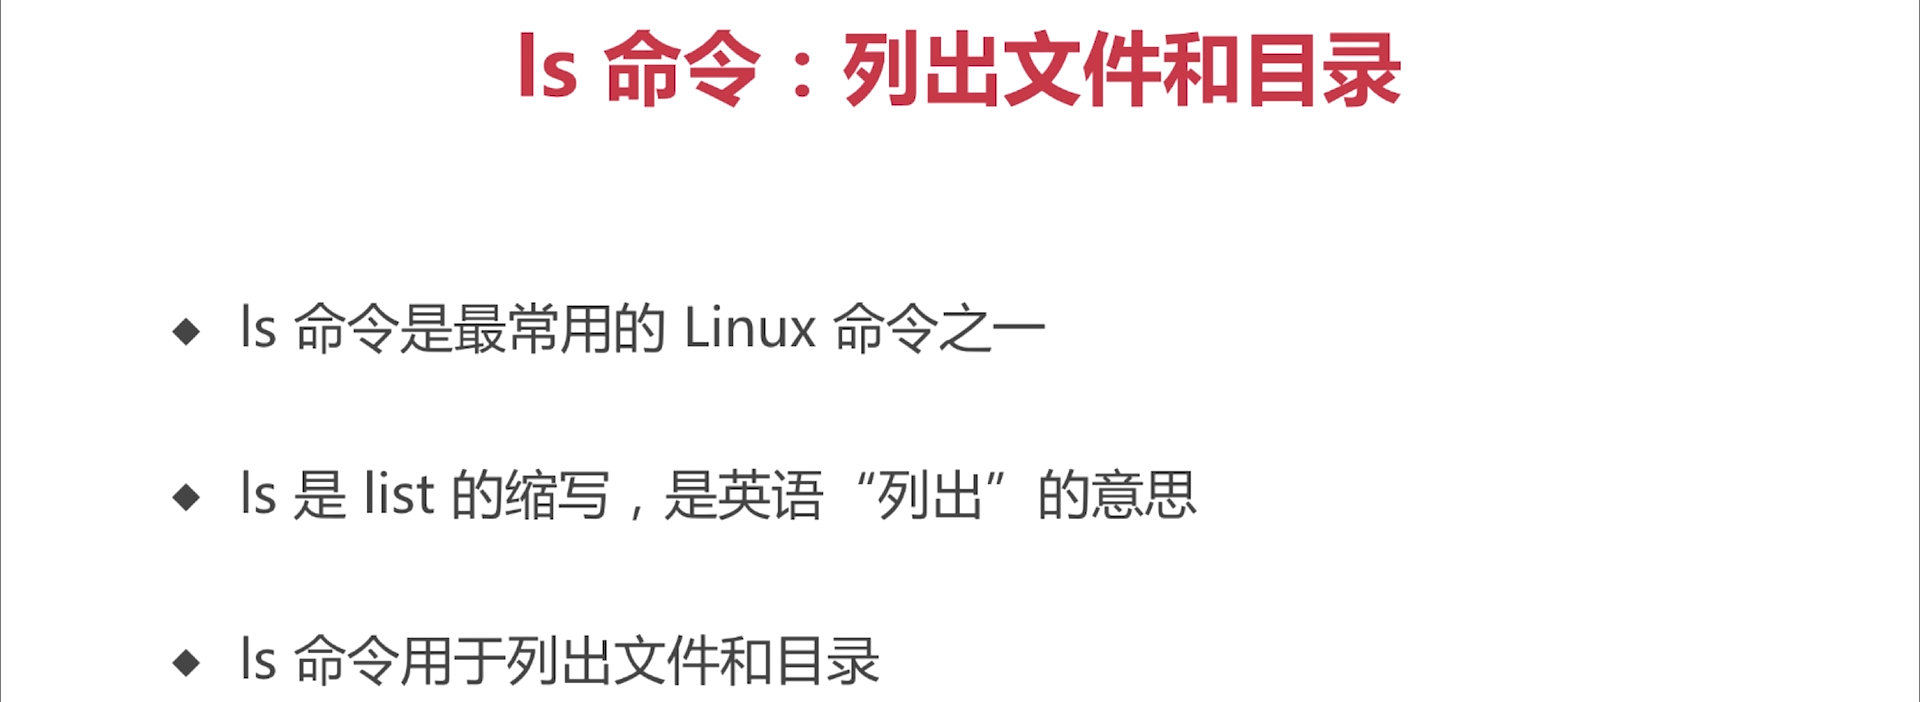 ls 命令：列出文件和目录
◆ ls 命令是最常用的 Linux 命令之一
◆ ls 是 list 的缩写，是英语“列出”的意思
◆ ls 命令用于列出文件和目录